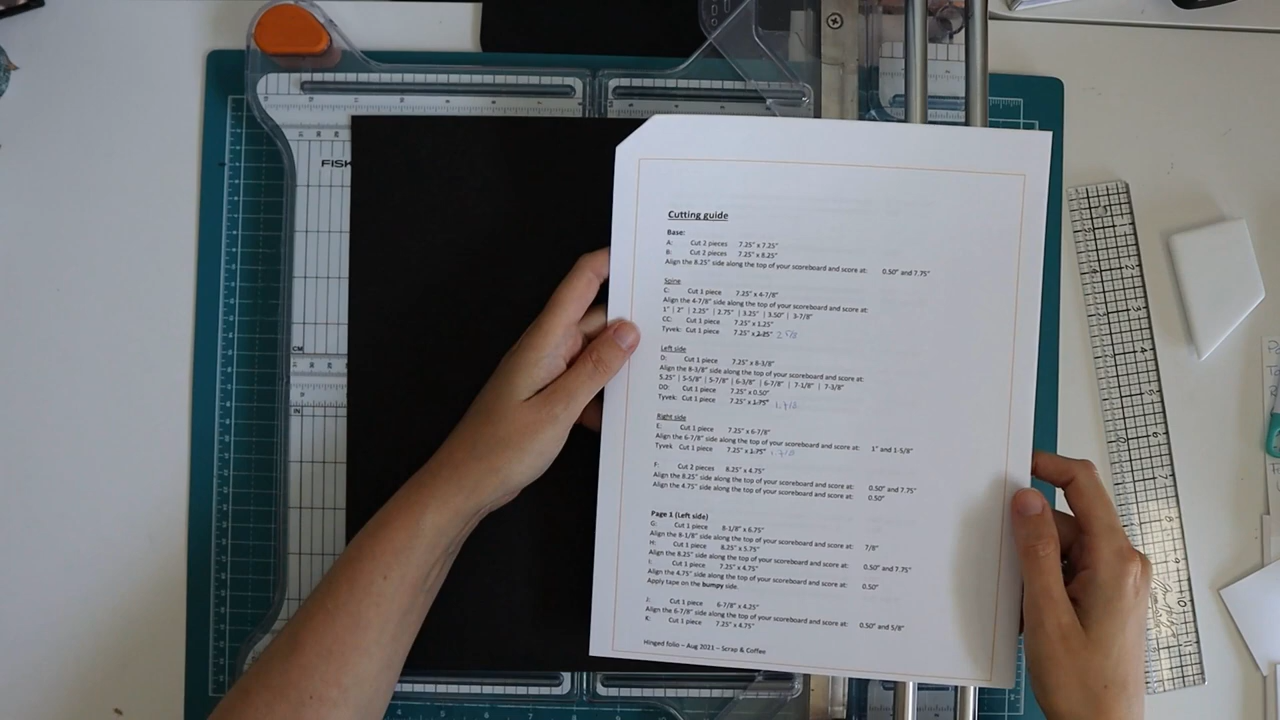 FISK
Cutting guide
Base:
A: Cut 2 pieces 7.25" x 7.25"
B: Cut 2 pieces 7.25" x 8.25"
Align the 8.25" side along the top of your scoreboard and score at: 0.50" and 7.75"
Spine
C: Cut 1 piece 7.25" x 4-7/8"
Align the 4-7/8" side along the top of your scoreboard and score at:
1" | 2" | 2.25" | 2.75" | 3.25" | 3.50" | 3-7/8"
CC: Cut 1 piece 7.25" x 1.25"
Tyvek: Cut 1 piece 7.25" x 2 5/8
Left side
D: Cut 1 piece 7.25" x 8-3/8"
Align the 8-3/8" side along the top of your scoreboard and score at:
5.25" | 5-5/8" | 5-7/8" | 6-3/8" | 6-7/8" | 7-1/8" | 7-3/8"
DD: Cut 1 piece 7.25" x 0.50"
Tyvek: Cut 1 piece 7.25" x 1.75"
Right side
E: Cut 1 piece 7.25" x 6-7/8"
Align the 6-7/8" side along the top of your scoreboard and score at: 1" and 1-5/8"
Tyvek Cut 1 piece 7.25" x 1.75"
F: Cut 2 pieces 8.25" x 4.75"
Align the 8.25" side along the top of your scoreboard and score at: 0.50" and 7.75"
Align the 4.75" side along the top of your scoreboard and score at: 0.50"
Page 1 (Left side)
G: Cut 1 piece 8-1/8" x 6.75"
Align the 8-1/8" side along the top of your scoreboard and score at: 7/8"
H: Cut 1 piece 8.25" x 5.75"
Align the 8.25" side along the top of your scoreboard and score at: 0.50" and 7.75"
I: Cut 1 piece 7.25" x 4.75"
Align the 4.75" side along the top of your scoreboard and score at: 0.50"
Apply tape on the bumpy side.
J: Cut 1 piece 6-7/8" x 4.25"
Align the 6-7/8" side along the top of your scoreboard and score at: 0.50" and 5/8"
K: Cut 1 piece 7.25" x 4.75"
Hinged folio – Aug 2021 – Scrap & Coffee
CM
IN